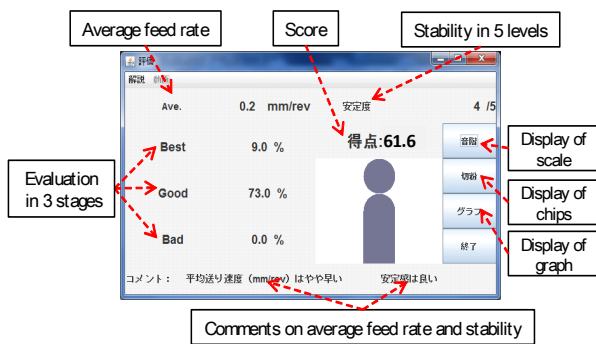 Average feed rate
Score
Stability in 5 levels
評価
解説
Ave. 0.2 mm/rev 安定度 4 /5
得点:61.6
Best 9.0 %
Good 73.0 %
Bad 0.0 %
音階
切粉
グラフ
終了
コメント： 平均送り速度（mm/rev）はやや早い 安定感は良い
Evaluation
in 3 stages
Display of
scale
Display of
chips
Display of
graph
Comments on average feed rate and stability